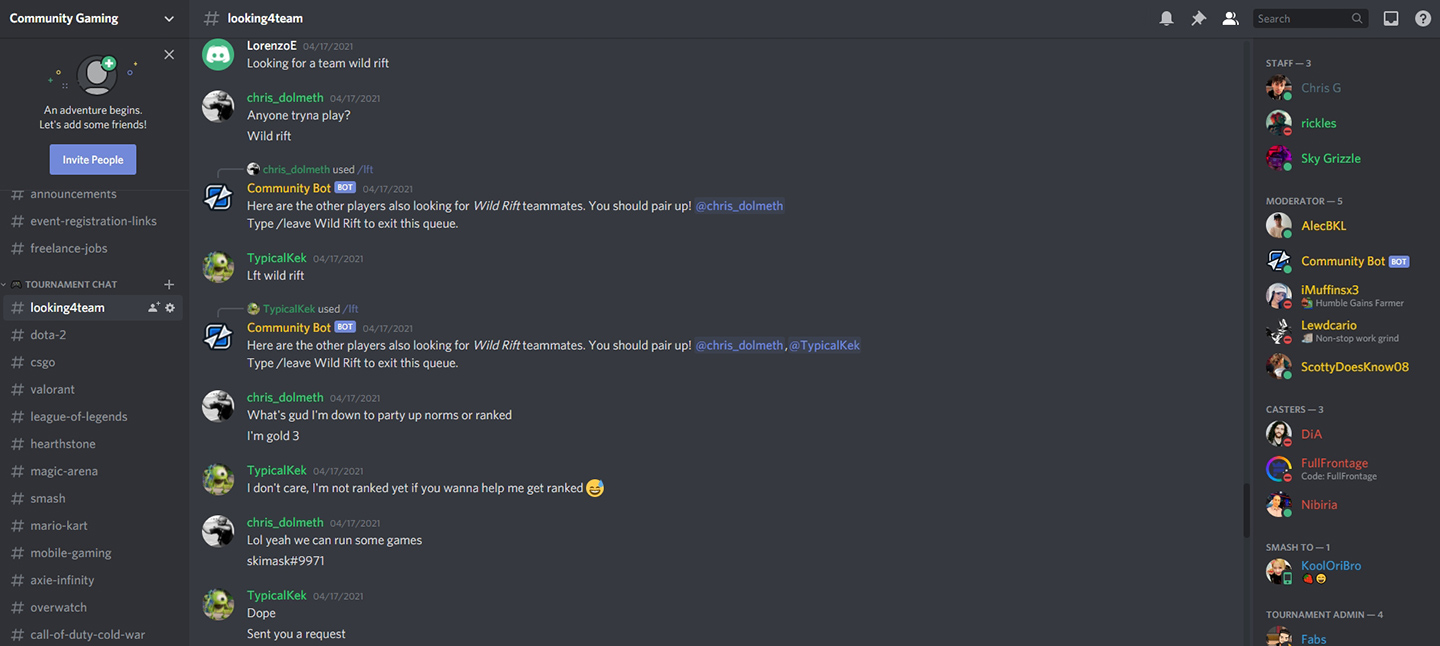 Community Gaming
An adventure begins.
Let's add some friends!
Invite People
announcements
event-registration-links
freelance-jobs
TOURNAMENT CHAT
looking4team
dota-2
csgo
valorant
league-of-legends
hearthstone
magic-arena
smash
mario-kart
mobile-gaming
axie-infinity
overwatch
call-of-duty-cold-war
looking4team
Search
LorenzoE 04/17/2021
Looking for a team wild rift
chris_dolmeth 04/17/2021
Anyone tryna play?
Wild rift
chris_dolmeth used /lft
Community Bot BOT 04/17/2021
Here are the other players also looking for Wild Rift teammates. You should pair up! @chris_dolmeth
Type /leave Wild Rift to exit this queue.
TypicalKek 04/17/2021
Lft wild rift
TypicalKek used /lft
Community Bot BOT 04/17/2021
Here are the other players also looking for Wild Rift teammates. You should pair up! @chris_dolmeth,@TypicalKek
Type /leave Wild Rift to exit this queue.
chris_dolmeth 04/17/2021
What's gud I'm down to party up norms or ranked
I'm gold 3
TypicalKek 04/17/2021
I don't care, I'm not ranked yet if you wanna help me get ranked 😅
chris_dolmeth 04/17/2021
Lol yeah we can run some games
skimask#9971
TypicalKek 04/17/2021
Dope
Sent you a request
STAFF — 3
Chris G
rickles
Sky Grizzle
MODERATOR — 5
AlecBKL
Community Bot BOT
iMuffinsx3
Humble Gains Farmer
Lewdcario
Non-stop work grind
ScottyDoesKnow08
CASTERS — 3
DiA
FullFrontage
Code: FullFrontage
Nibiria
SMASH TO — 1
KoolOriBro
TOURNAMENT ADMIN — 4
Fabs